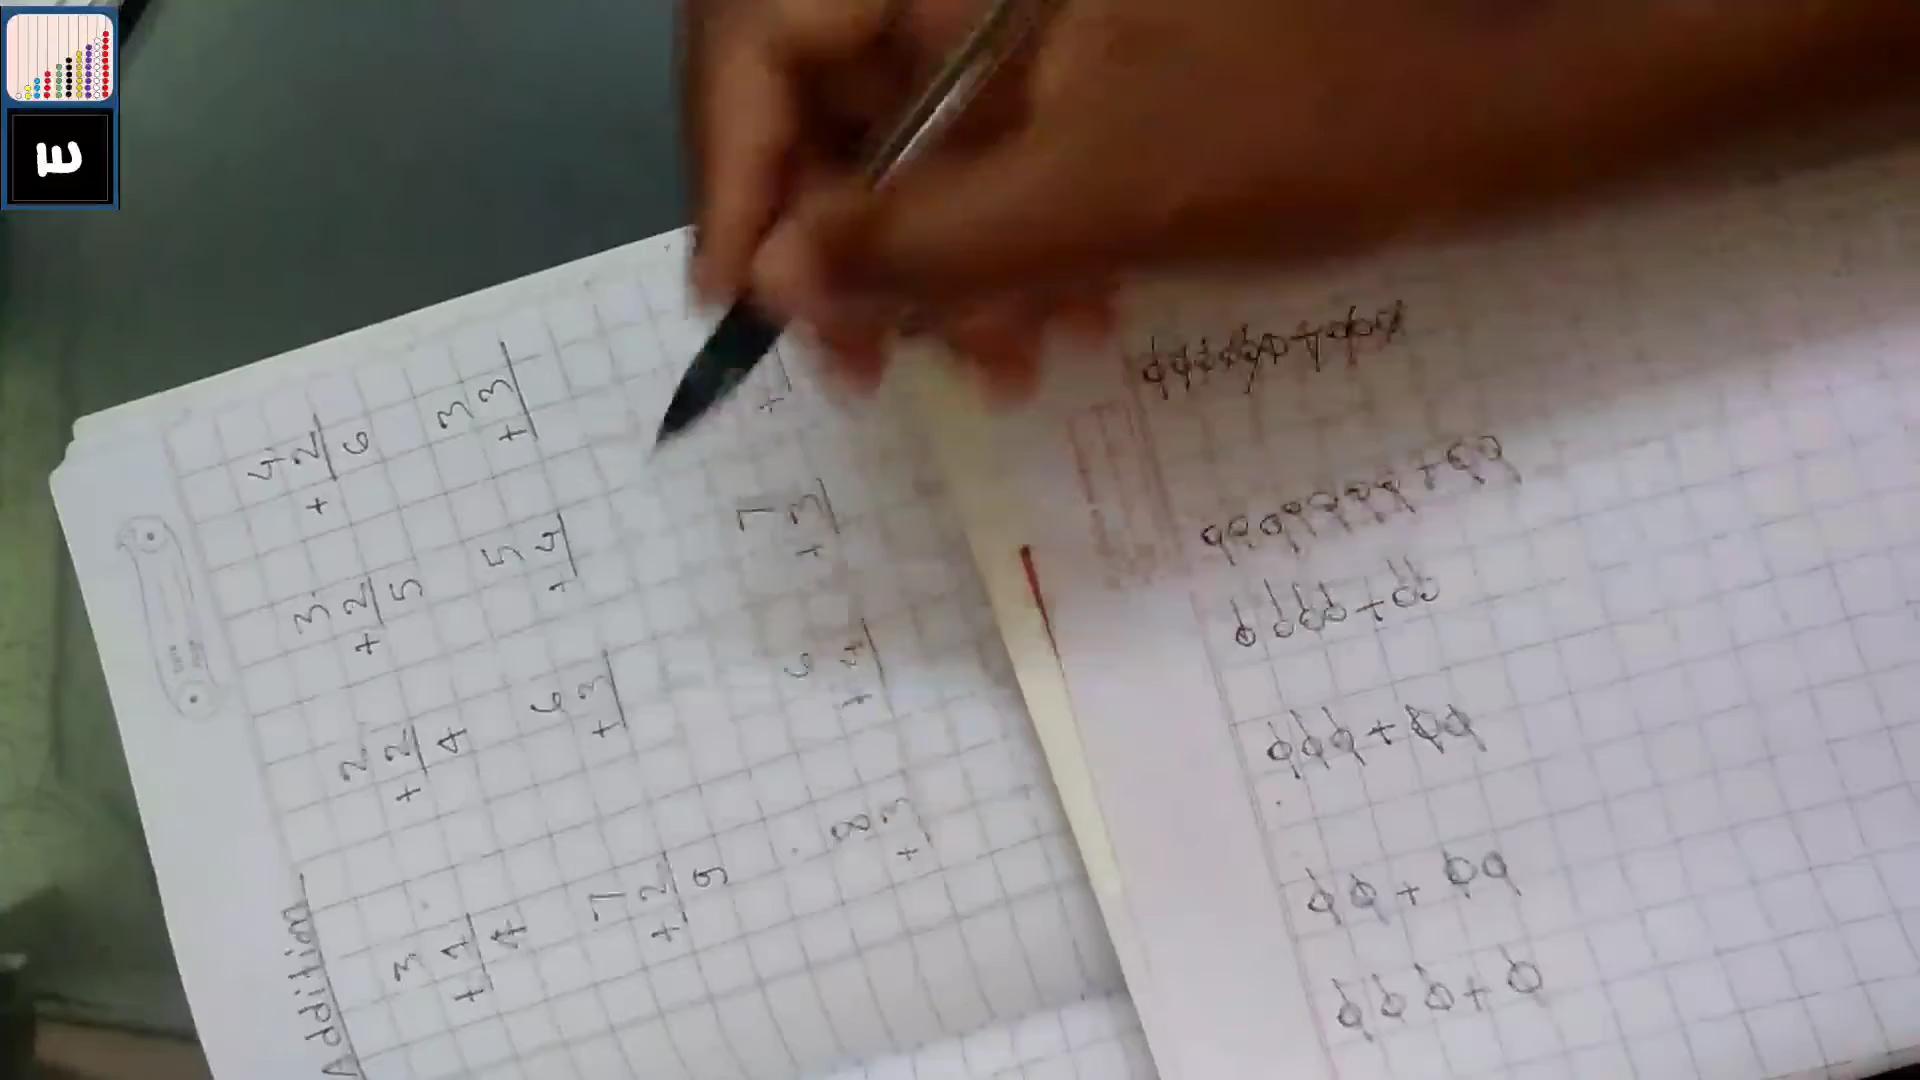 Addition
3 2 3 4
+1 +2 +2 +2
4 4 5 6
7 6 5 3
+2 +3 +4 +3
9
8 6 7
+3 +4 +3 +